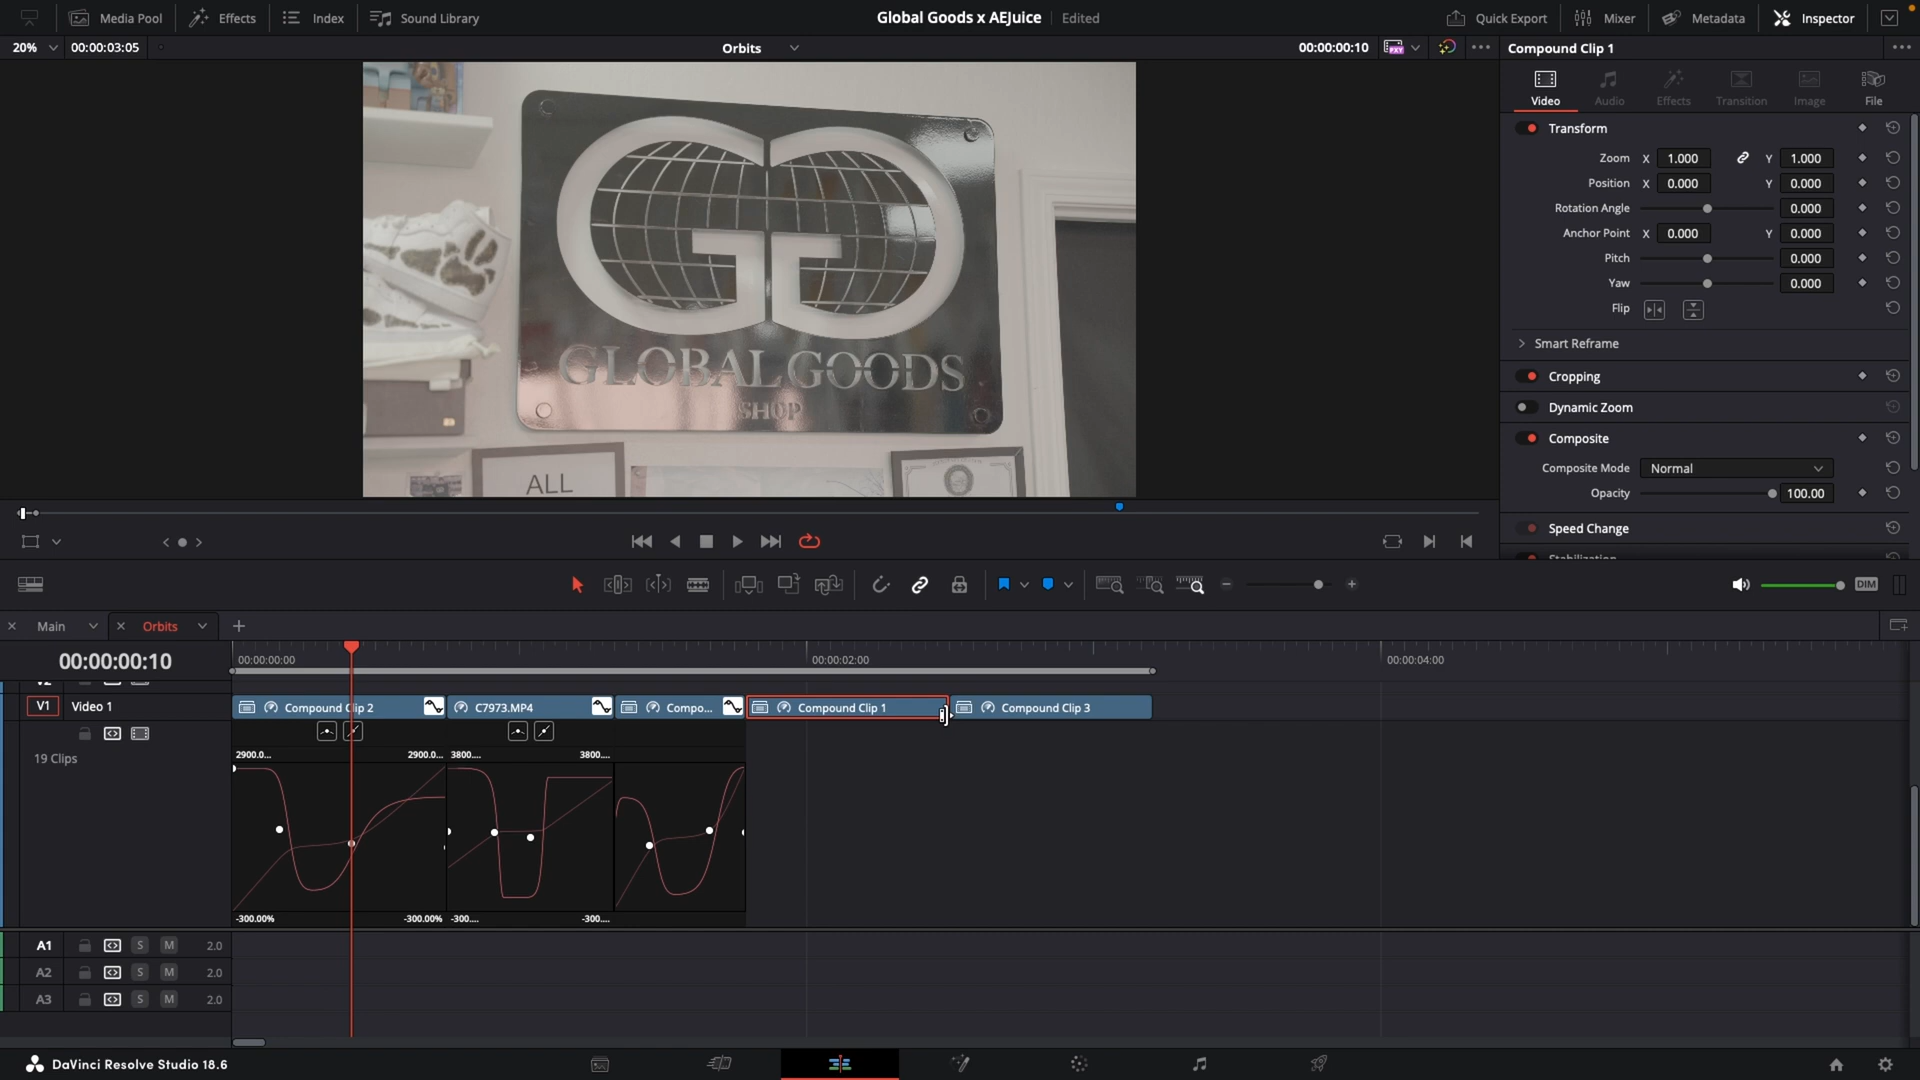 Media Pool
Effects
Index
Sound Library
Global Goods x AEJuice
Edited
Quick Export
Mixer
Metadata
Inspector
20%
00:00:03:05
Orbits
00:00:00:10
Compound Clip 1
Video
Audio
Effects
Transition
Image
File
Transform
Zoom X 1.000 Y 1.000
Position X 0.000 Y 0.000
Rotation Angle 0.000
Anchor Point X 0.000 Y 0.000
Pitch 0.000
Yaw 0.000
Flip
Smart Reframe
Cropping
Dynamic Zoom
Composite
Composite Mode Normal
Opacity 100.00
Speed Change
Stabilization
GG
GLOBAL GOODS
SHOP
ALL
DIM
Main
Orbits
00:00:00:10
00:00:00:00
00:00:02:00
00:00:04:00
V2
V1 Video 1
Compound Clip 2
C7973.MP4
Compo...
Compound Clip 1
Compound Clip 3
19 Clips
2900.0...
2900.0...
3800....
3800....
-300.00%
-300.00%
-300....
-300....
A1 S M 2.0
A2 S M 2.0
A3 S M 2.0
DaVinci Resolve Studio 18.6